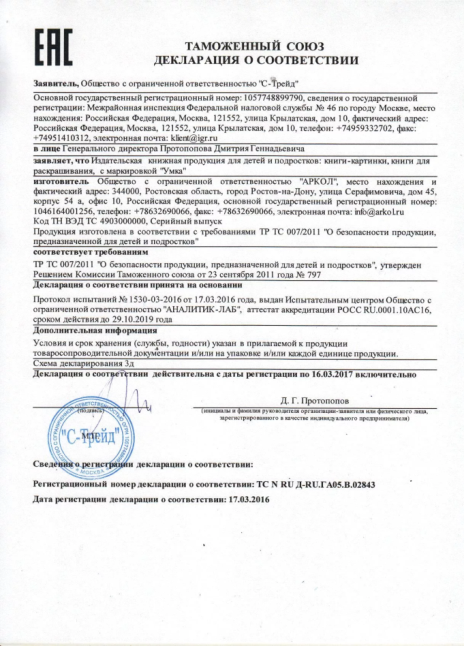 EAC
ТАМОЖЕННЫЙ СОЮЗ
ДЕКЛАРАЦИЯ О СООТВЕТСТВИИ
Заявитель, Общество с ограниченной ответственностью "С-Трейд"
Основной государственный регистрационный номер: 1057748899790, сведения о государственной
регистрации: Межрайонная инспекция Федеральной налоговой службы № 46 по городу Москве, место
нахождения: Российская Федерация, Москва, 121552, улица Крылатская, дом 10, фактический адрес:
Российская Федерация, Москва, 121552, улица Крылатская, дом 10, телефон: +74959332702, факс:
+74951410312, электронная почта: klient@igr.ru
в лице Генерального директора Протопопова Дмитрия Геннадьевича
заявляет, что Издательская книжная продукция для детей и подростков: книги-картинки, книги для
раскрашивания, с маркировкой "Умка"
изготовитель Общество с ограниченной ответственностью "АРКОЛ", место нахождения и
фактический адрес: 344000, Ростовская область, город Ростов-на-Дону, улица Серафимовича, дом 45,
корпус 54 а, офис 10, Российская Федерация, основной государственный регистрационный номер:
1046164001256, телефон: +78632690066, факс: +78632690066, электронная почта: info@arkol.ru
Код ТН ВЭД ТС 4903000000, Серийный выпуск
Продукция изготовлена в соответствии с требованиями ТР ТС 007/2011 "О безопасности продукции,
предназначенной для детей и подростков"
соответствует требованиям
ТР ТС 007/2011 "О безопасности продукции, предназначенной для детей и подростков", утвержден
Решением Комиссии Таможенного союза от 23 сентября 2011 года № 797
Декларация о соответствии принята на основании
Протокол испытаний № 1530-03-2016 от 17.03.2016 года, выдан Испытательным центром Общество с
ограниченной ответственностью "АНАЛИТИК-ЛАБ", аттестат аккредитации РОСС RU.0001.10АС16,
сроком действия до 29.10.2019 года
Дополнительная информация
Условия и срок хранения (службы, годности) указан в прилагаемой к продукции
товаросопроводительной документации и/или на упаковке и/или каждой единице продукции.
Схема декларирования 3д
Декларация о соответствии действительна с даты регистрации по 16.03.2017 включительно
Д. Г. Протопопов
(подпись)
(инициалы и фамилия руководителя организации-заявителя или физического лица,
зарегистрированного в качестве индивидуального предпринимателя)
"С-Трейд"
М.П.
МОСКВА
Сведения о регистрации декларации о соответствии:
Регистрационный номер декларации о соответствии: ТС N RU Д-RU.ГА05.В.02843
Дата регистрации декларации о соответствии: 17.03.2016